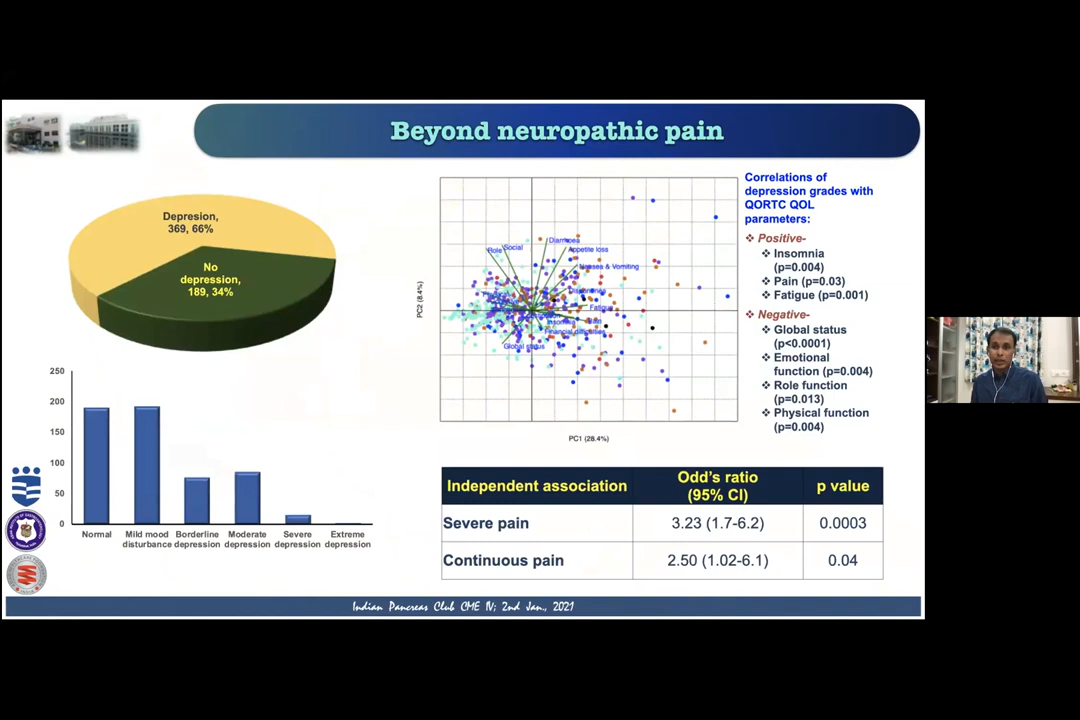 Beyond neuropathic pain
Depresion,
369, 66%
No
depression,
189, 34%
250
200
150
100
50
0
Normal
Mild mood
disturbance
Borderline
depression
Moderate
depression
Severe
depression
Extreme
depression
PC2 (8.4%)
Role
Social
Diarrhoea
Appetite loss
Nausea & Vomiting
Fatigue
Insomnia
Pain
Financial difficulties
Global status
PC1 (28.4%)
Correlations of
depression grades with
QORTC QOL
parameters:
❖ Positive-
❖ Insomnia
(p=0.004)
❖ Pain (p=0.03)
❖ Fatigue (p=0.001)
❖ Negative-
❖ Global status
(p<0.0001)
❖ Emotional
function (p=0.004)
❖ Role function
(p=0.013)
❖ Physical function
(p=0.004)
Independent association
Odd's ratio
(95% CI)
p value
Severe pain
3.23 (1.7-6.2)
0.0003
Continuous pain
2.50 (1.02-6.1)
0.04
Indian Pancreas Club CME IV; 2nd Jan., 2021